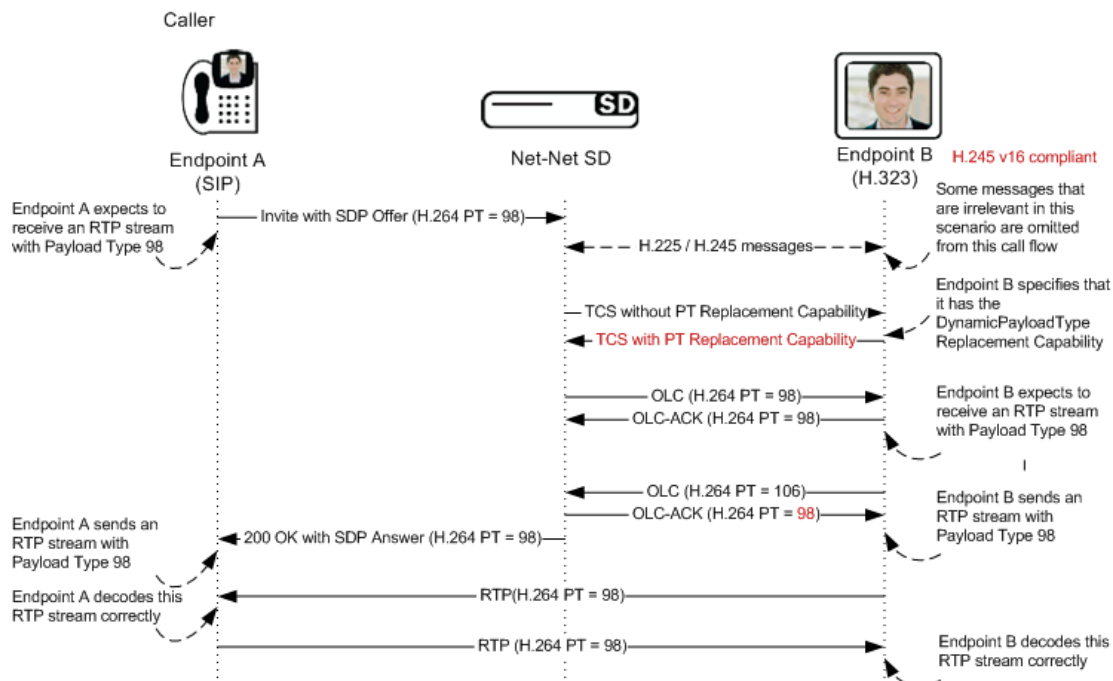 Caller
SD
Endpoint A
(SIP)
Net-Net SD
Endpoint B
(H.323)
H.245 v16 compliant
Some messages that
are irrelevant in this
scenario are omitted
from this call flow
Endpoint A expects to
receive an RTP stream
with Payload Type 98
Invite with SDP Offer (H.264 PT = 98)
H.225 / H.245 messages
Endpoint B specifies that
it has the
DynamicPayloadType
Replacement Capability
TCS without PT Replacement Capability
TCS with PT Replacement Capability
OLC (H.264 PT = 98)
OLC-ACK (H.264 PT = 98)
Endpoint B expects to
receive an RTP stream
with Payload Type 98
OLC (H.264 PT = 106)
OLC-ACK (H.264 PT = 98)
Endpoint B sends an
RTP stream with
Payload Type 98
Endpoint A sends an
RTP stream with
Payload Type 98
200 OK with SDP Answer (H.264 PT = 98)
Endpoint A decodes this
RTP stream correctly
RTP(H.264 PT = 98)
RTP (H.264 PT = 98)
Endpoint B decodes this
RTP stream correctly